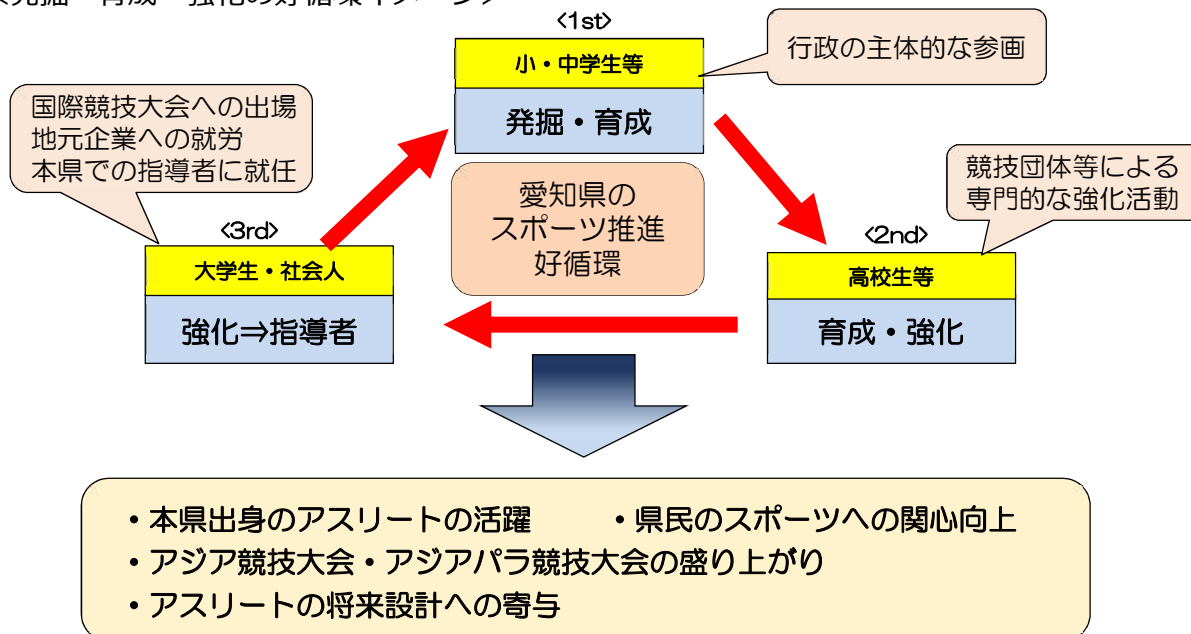 <1st>
小・中学生等
発掘・育成
行政の主体的な参画
国際競技大会への出場
地元企業への就労
本県での指導者に就任
愛知県の
スポーツ推進
好循環
競技団体等による
専門的な強化活動
<2nd>
高校生等
育成・強化
<3rd>
大学生・社会人
強化⇒指導者
・本県出身のアスリートの活躍　・県民のスポーツへの関心向上
・アジア競技大会・アジアパラ競技大会の盛り上がり
・アスリートの将来設計への寄与